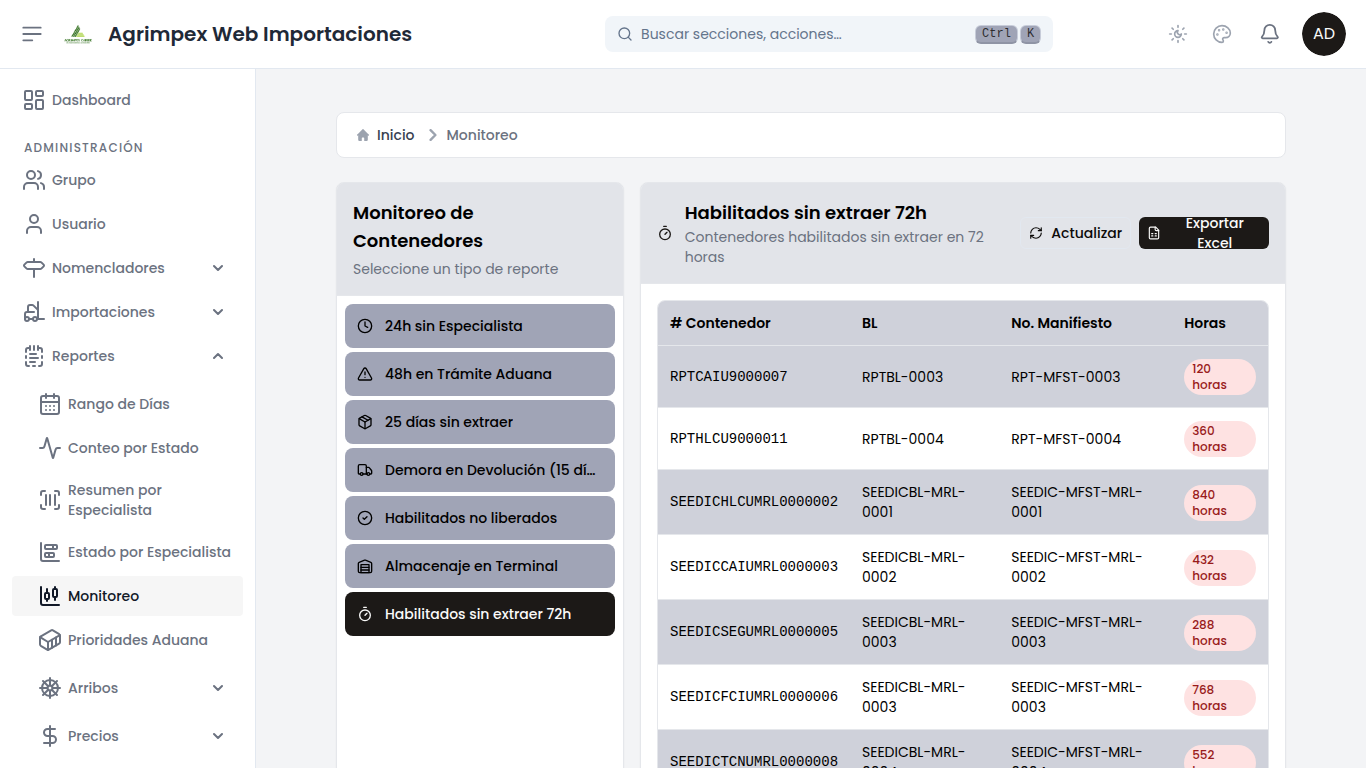 Agrimpex Web Importaciones
Buscar secciones, acciones...
Ctrl K
AD
Dashboard
ADMINISTRACIÓN
Grupo
Usuario
Nomencladores
Importaciones
Reportes
Rango de Días
Conteo por Estado
Resumen por
Especialista
Estado por Especialista
Monitoreo
Prioridades Aduana
Arribos
Precios
Inicio
Monitoreo
Monitoreo de
Contenedores
Seleccione un tipo de reporte
24h sin Especialista
48h en Trámite Aduana
25 días sin extraer
Demora en Devolución (15 dí...
Habilitados no liberados
Almacenaje en Terminal
Habilitados sin extraer 72h
Habilitados sin extraer 72h
Contenedores habilitados sin extraer en 72
horas
Actualizar
Exportar
Excel
# Contenedor BL No. Manifiesto Horas
RPTCAIU9000007 RPTBL-0003 RPT-MFST-0003 120
horas
RPTHLCU9000011 RPTBL-0004 RPT-MFST-0004 360
horas
SEEDICHLCUMRL0000002 SEEDICBL-MRL- SEEDIC-MFST-MRL- 840
0001 0001 horas
SEEDICCAIUMRL0000003 SEEDICBL-MRL- SEEDIC-MFST-MRL- 432
0002 0002 horas
SEEDICSEGUMRL0000005 SEEDICBL-MRL- SEEDIC-MFST-MRL- 288
0003 0003 horas
SEEDICFCIUMRL0000006 SEEDICBL-MRL- SEEDIC-MFST-MRL- 768
0003 0003 horas
SEEDICTCNUMRL0000008 SEEDICBL-MRL- SEEDIC-MFST-MRL- 552